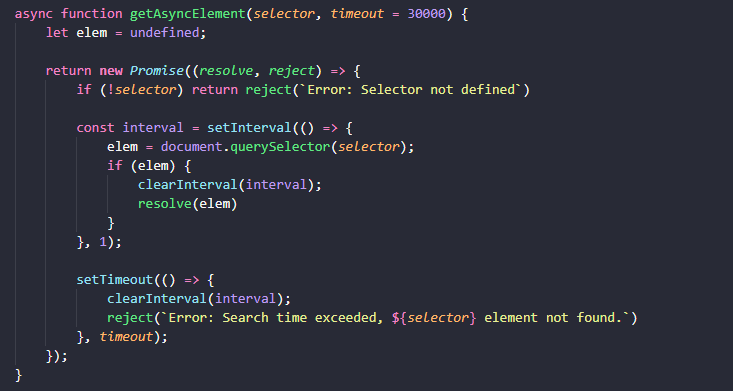 async function getAsyncElement(selector, timeout = 30000) {
    let elem = undefined;

    return new Promise((resolve, reject) => {
        if (!selector) return reject(`Error: Selector not defined`)

        const interval = setInterval(() => {
            elem = document.querySelector(selector);
            if (elem) {
                clearInterval(interval);
                resolve(elem)
            }
        }, 1);

        setTimeout(() => {
            clearInterval(interval);
            reject(`Error: Search time exceeded, ${selector} element not found.`)
        }, timeout);
    });
}